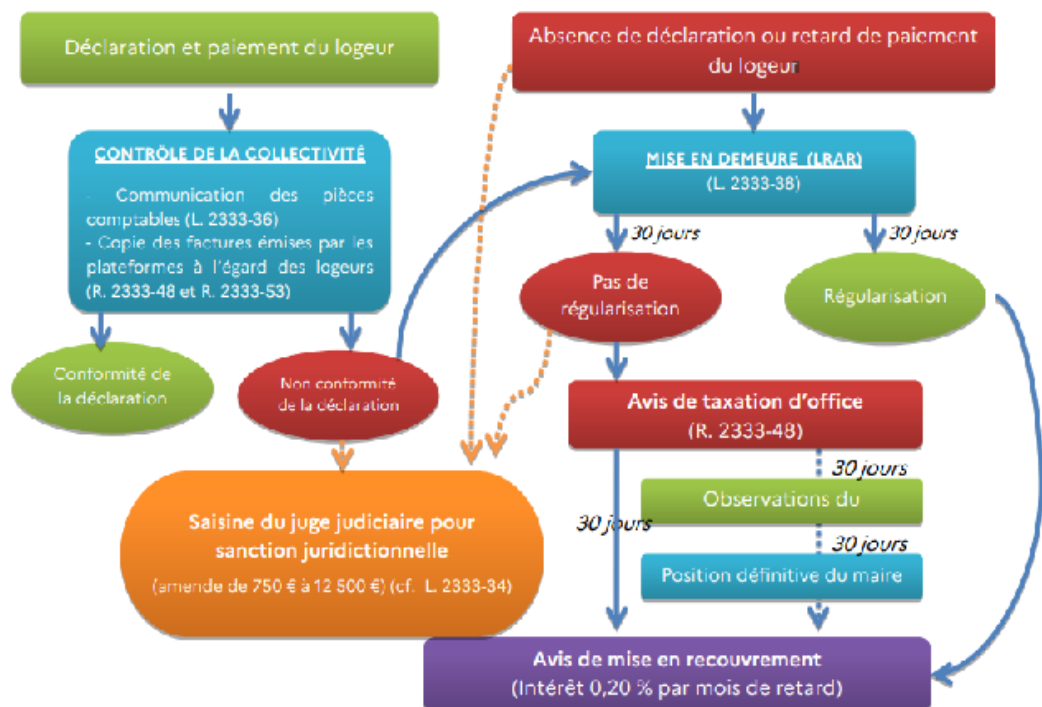 Déclaration et paiement du logeur
Absence de déclaration ou retard de paiement
du logeur
CONTRÔLE DE LA COLLECTIVITÉ
- Communication des pièces
comptables (L. 2333-36)
- Copie des factures émises par les
plateformes à l'égard des logeurs
(R. 2333-48 et R. 2333-53)
MISE EN DEMEURE (LRAR)
(L. 2333-38)
30 jours
30 jours
Pas de
régularisation
Régularisation
Conformité de
la déclaration
Non conformité
de la déclaration
Avis de taxation d'office
(R. 2333-48)
30 jours
Observations du
30 jours
30 jours
Position définitive du maire
Saisine du juge judiciaire pour
sanction juridictionnelle
(amende de 750 € à 12 500 €) (cf. L. 2333-34)
Avis de mise en recouvrement
(Intérêt 0,20 % par mois de retard)